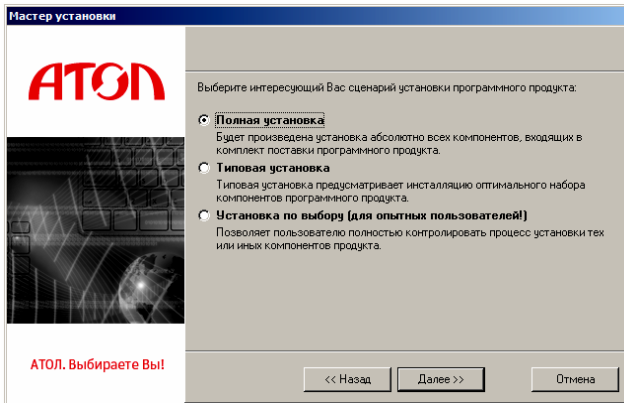 Мастер установки
АТОЛ
Выберите интересующий Вас сценарий установки программного продукта:
Полная установка
Будет произведена установка абсолютно всех компонентов, входящих в
комплект поставки программного продукта.
Типовая установка
Типовая установка предусматривает инсталляцию оптимального набора
компонентов программного продукта.
Установка по выбору (для опытных пользователей!)
Позволяет пользователю полностью контролировать процесс установки тех
или иных компонентов продукта.
АТОЛ. Выбираете Вы!
<< Назад
Далее >>
Отмена